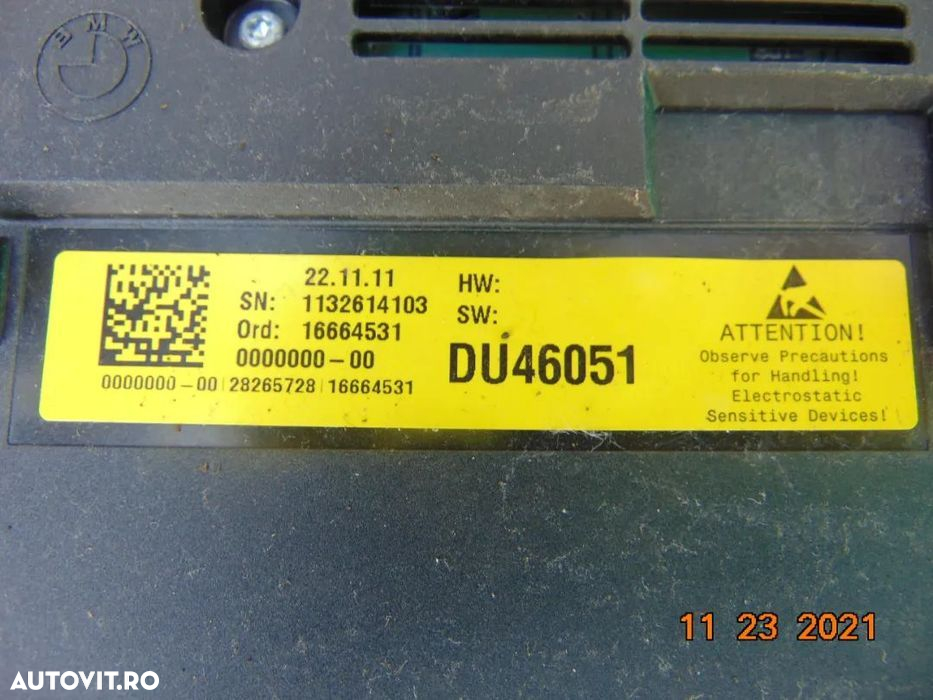 BMW
22.11.11
SN: 1132614103
Ord: 16664531
0000000-00
0000000-00|28265728|16664531
HW:
SW:
DU46051
ATTENTION!
Observe Precautions
for Handling!
Electrostatic
Sensitive Devices!
11 23 2021
AUTOVIT.RO